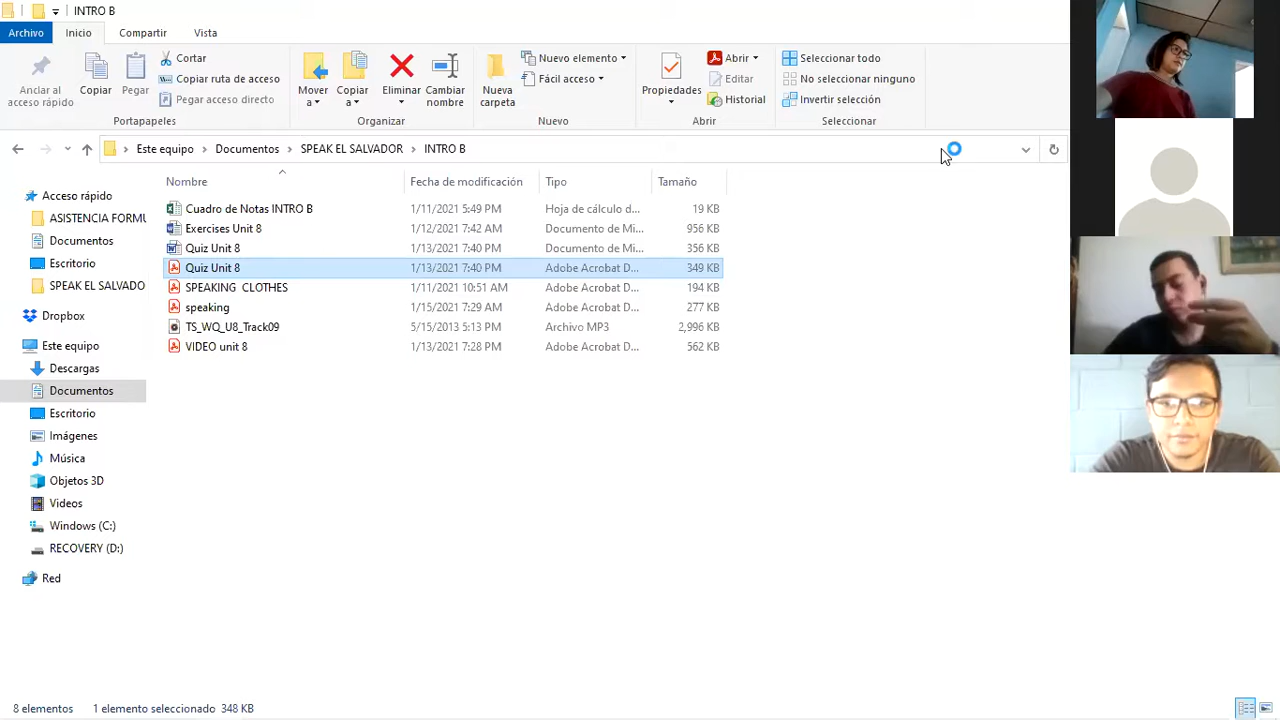 INTRO B
Archivo Inicio Compartir Vista
Anclar al acceso rápido
Copiar
Pegar
Cortar
Copiar ruta de acceso
Pegar acceso directo
Portapapeles
Mover a
Copiar a
Eliminar
Cambiar nombre
Organizar
Nueva carpeta
Nuevo elemento
Fácil acceso
Nuevo
Propiedades
Abrir
Editar
Historial
Abrir
Seleccionar todo
No seleccionar ninguno
Invertir selección
Seleccionar
Este equipo > Documentos > SPEAK EL SALVADOR > INTRO B
Nombre Fecha de modificación Tipo Tamaño
Cuadro de Notas INTRO B 1/11/2021 5:49 PM Hoja de cálculo d... 19 KB
Exercises Unit 8 1/12/2021 7:42 AM Documento de Mi... 956 KB
Quiz Unit 8 1/13/2021 7:40 PM Documento de Mi... 356 KB
Quiz Unit 8 1/13/2021 7:40 PM Adobe Acrobat D... 349 KB
SPEAKING CLOTHES 1/11/2021 10:51 AM Adobe Acrobat D... 194 KB
speaking 1/15/2021 7:29 AM Adobe Acrobat D... 277 KB
TS_WQ_U8_Track09 5/15/2013 5:13 PM Archivo MP3 2,996 KB
VIDEO unit 8 1/13/2021 7:28 PM Adobe Acrobat D... 562 KB
Acceso rápido
ASISTENCIA FORMU
Documentos
Escritorio
SPEAK EL SALVADO
Dropbox
Este equipo
Descargas
Documentos
Escritorio
Imágenes
Música
Objetos 3D
Videos
Windows (C:)
RECOVERY (D:)
Red
8 elementos 1 elemento seleccionado 348 KB